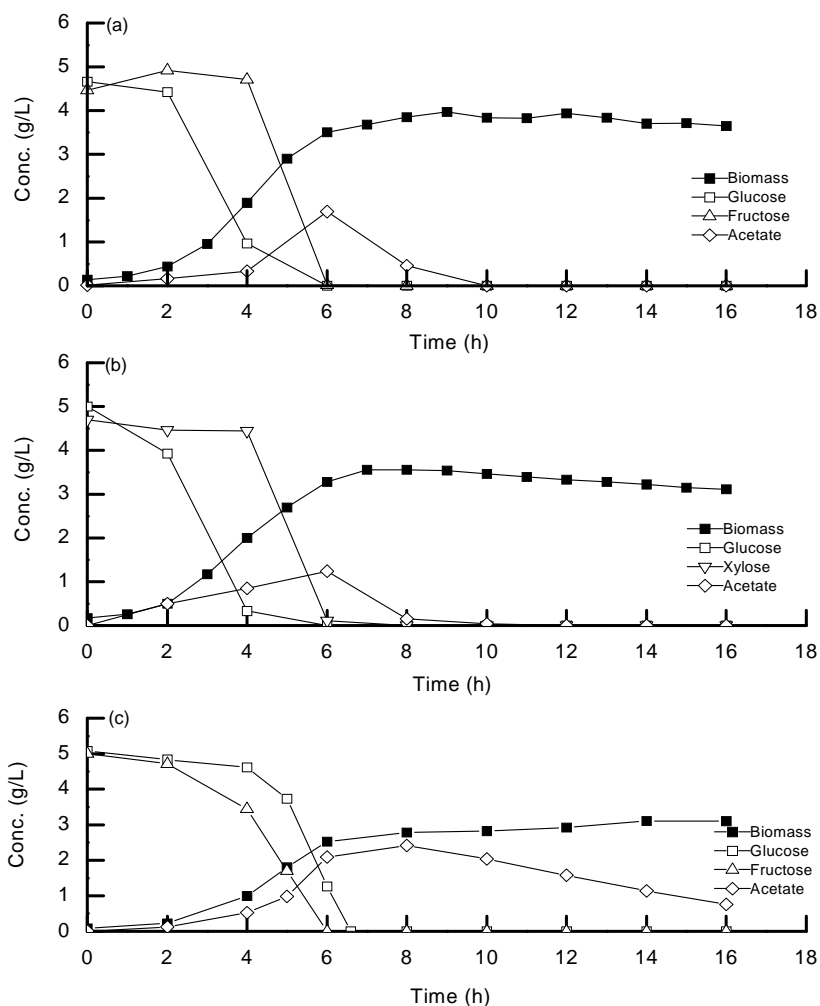 (a)
6
5
4
3
2
1
0
Conc. (g/L)
Biomass
Glucose
Fructose
Acetate
0 2 4 6 8 10 12 14 16 18
Time (h)
(b)
6
5
4
3
2
1
0
Conc. (g/L)
Biomass
Glucose
Xylose
Acetate
0 2 4 6 8 10 12 14 16 18
Time (h)
(c)
6
5
4
3
2
1
0
Conc. (g/L)
Biomass
Glucose
Fructose
Acetate
0 2 4 6 8 10 12 14 16 18
Time (h)